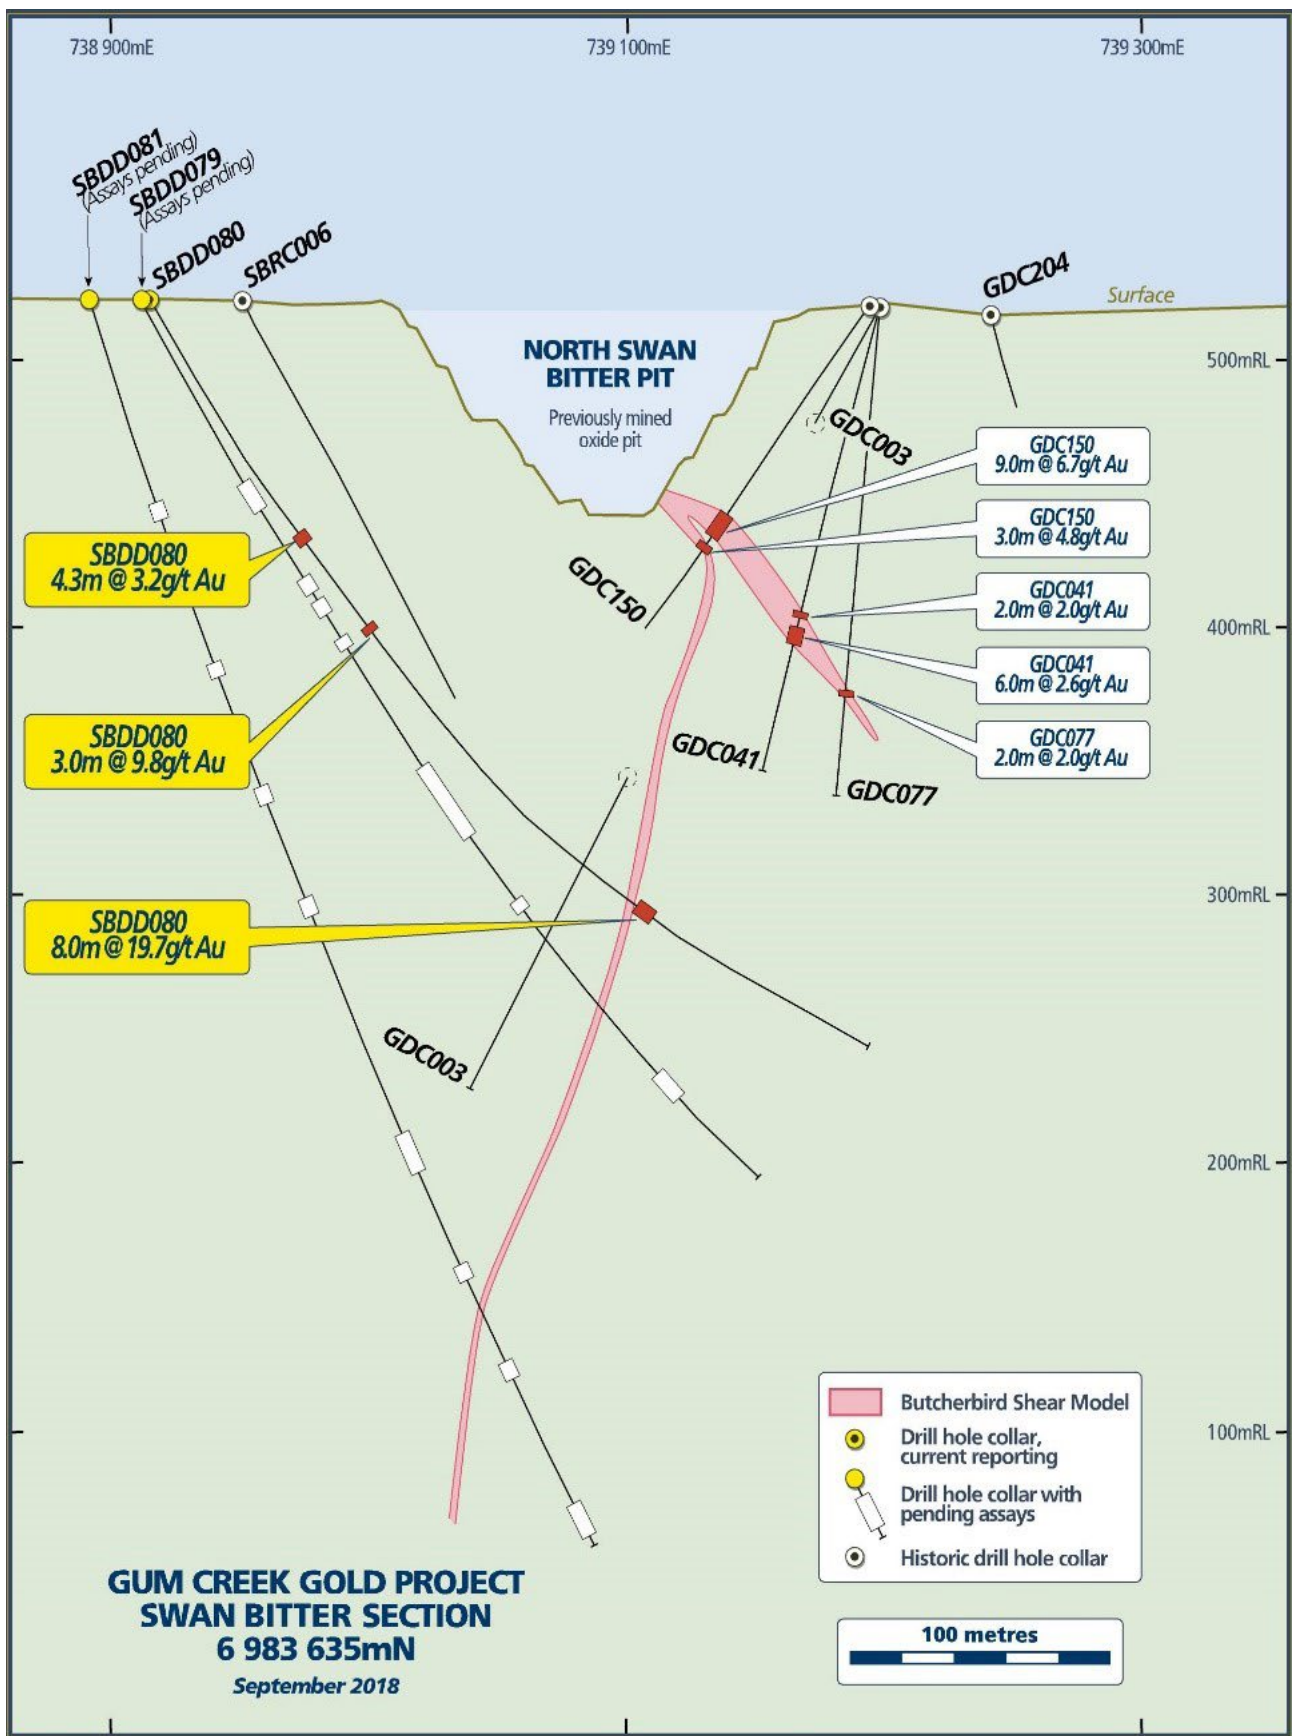 738 900mE
739 100mE
739 300mE
SBDD081
(Assays pending)
SBDD079
(Assays pending)
SBDD080
SBRC006
GDC204
Surface
NORTH SWAN
BITTER PIT
Previously mined
oxide pit
500mRL
GDC003
GDC150
9.0m @ 6.7g/t Au
GDC150
3.0m @ 4.8g/t Au
SBDD080
4.3m @ 3.2g/t Au
GDC150
GDC041
2.0m @ 2.0g/t Au
400mRL
GDC041
6.0m @ 2.6g/t Au
SBDD080
3.0m @ 9.8g/t Au
GDC041
GDC077
2.0m @ 2.0g/t Au
GDC077
300mRL
SBDD080
8.0m @ 19.7g/t Au
GDC003
200mRL
100mRL
Butcherbird Shear Model
Drill hole collar,
current reporting
Drill hole collar with
pending assays
Historic drill hole collar
GUM CREEK GOLD PROJECT
SWAN BITTER SECTION
6 983 635mN
September 2018
100 metres